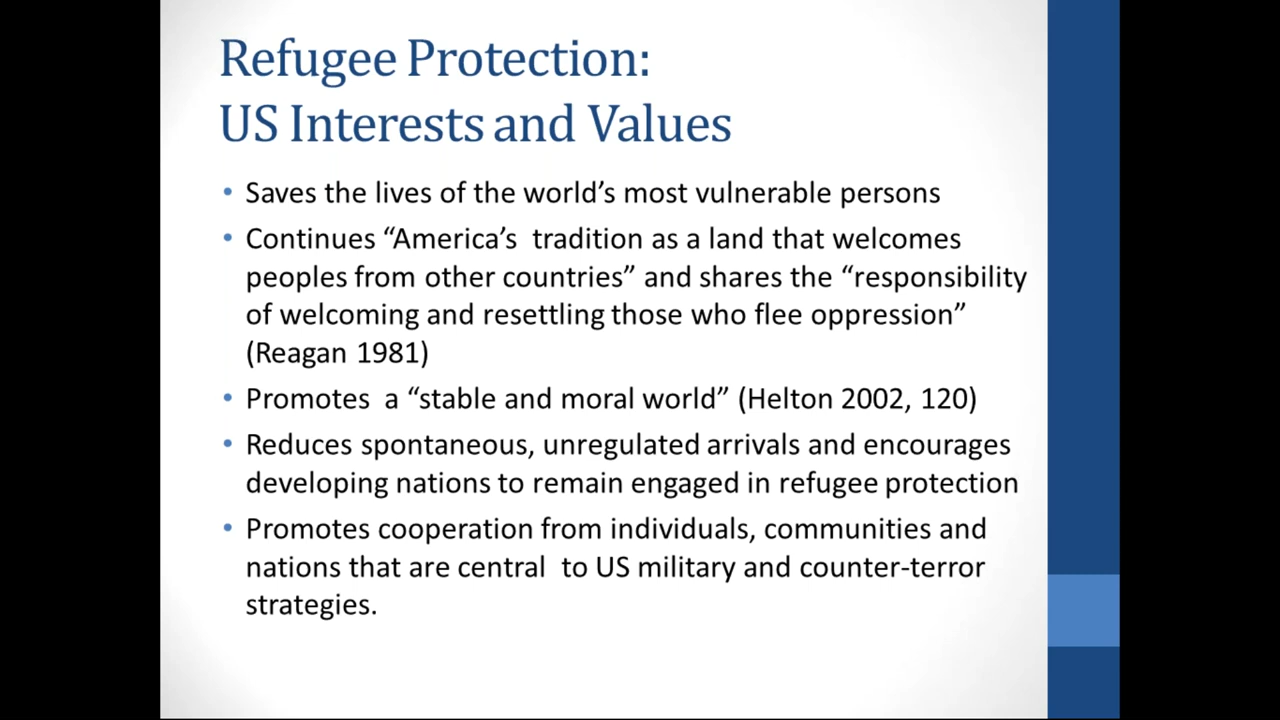 Refugee Protection:
US Interests and Values
• Saves the lives of the world’s most vulnerable persons
• Continues “America’s  tradition as a land that welcomes
peoples from other countries” and shares the “responsibility
of welcoming and resettling those who flee oppression”
(Reagan 1981)
• Promotes  a “stable and moral world” (Helton 2002, 120)
• Reduces spontaneous, unregulated arrivals and encourages
developing nations to remain engaged in refugee protection
• Promotes cooperation from individuals, communities and
nations that are central  to US military and counter-terror
strategies.